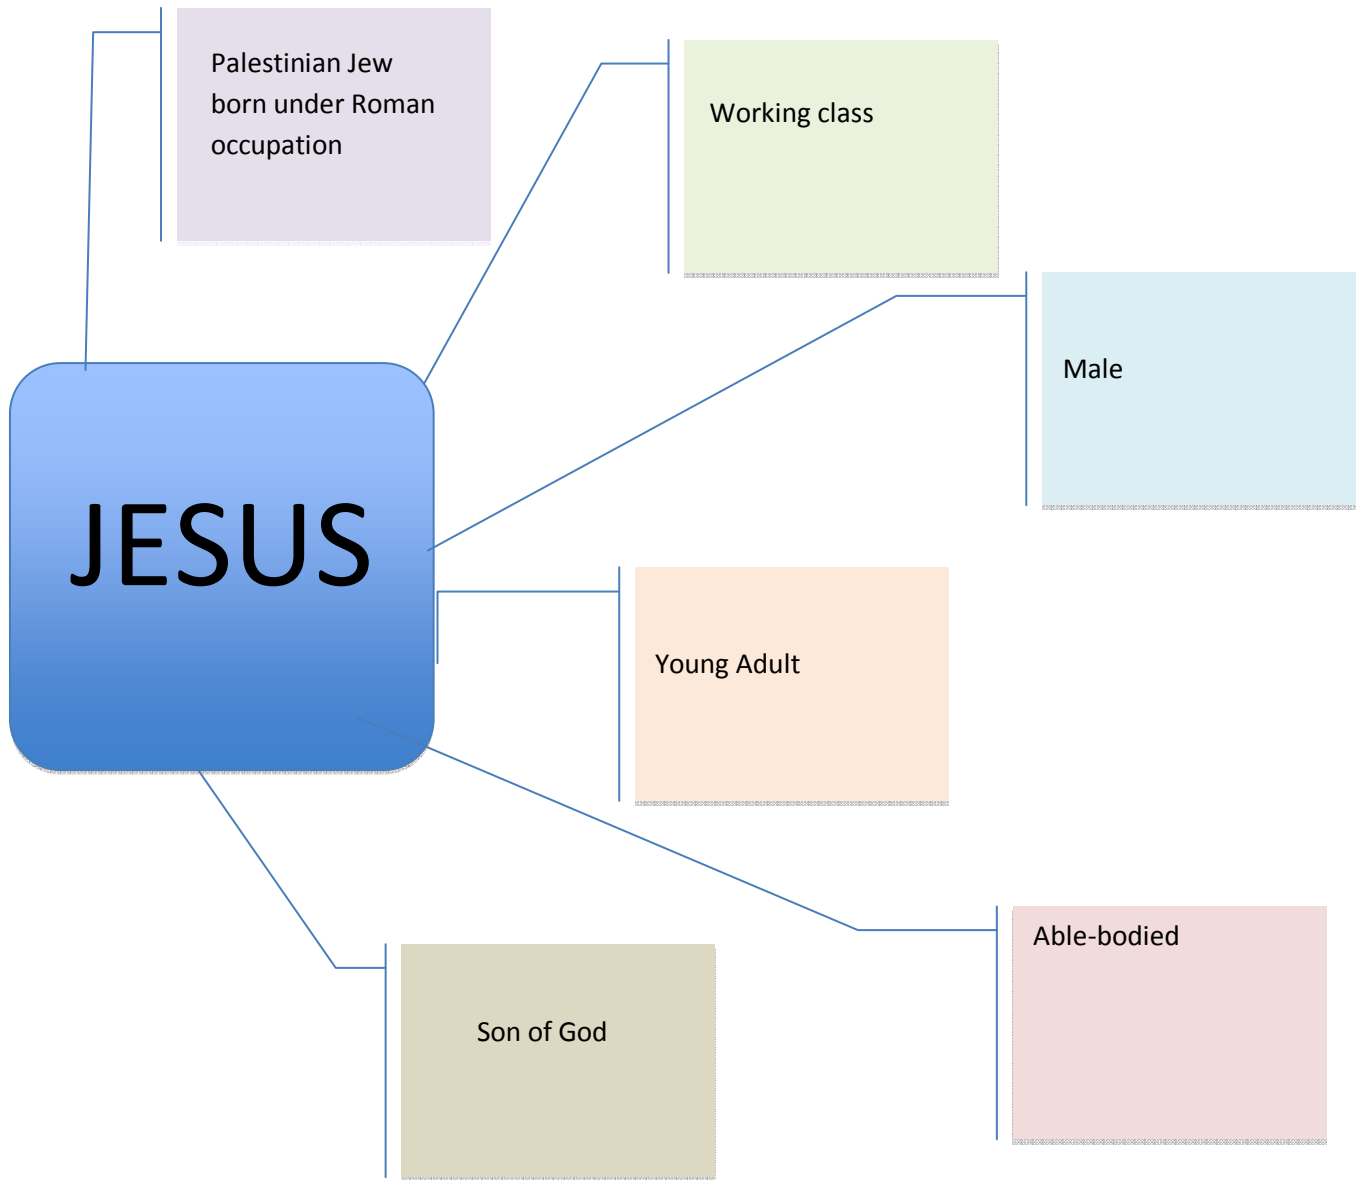 Palestinian Jew
born under Roman
occupation
Working class
Male
JESUS
Young Adult
Able-bodied
Son of God